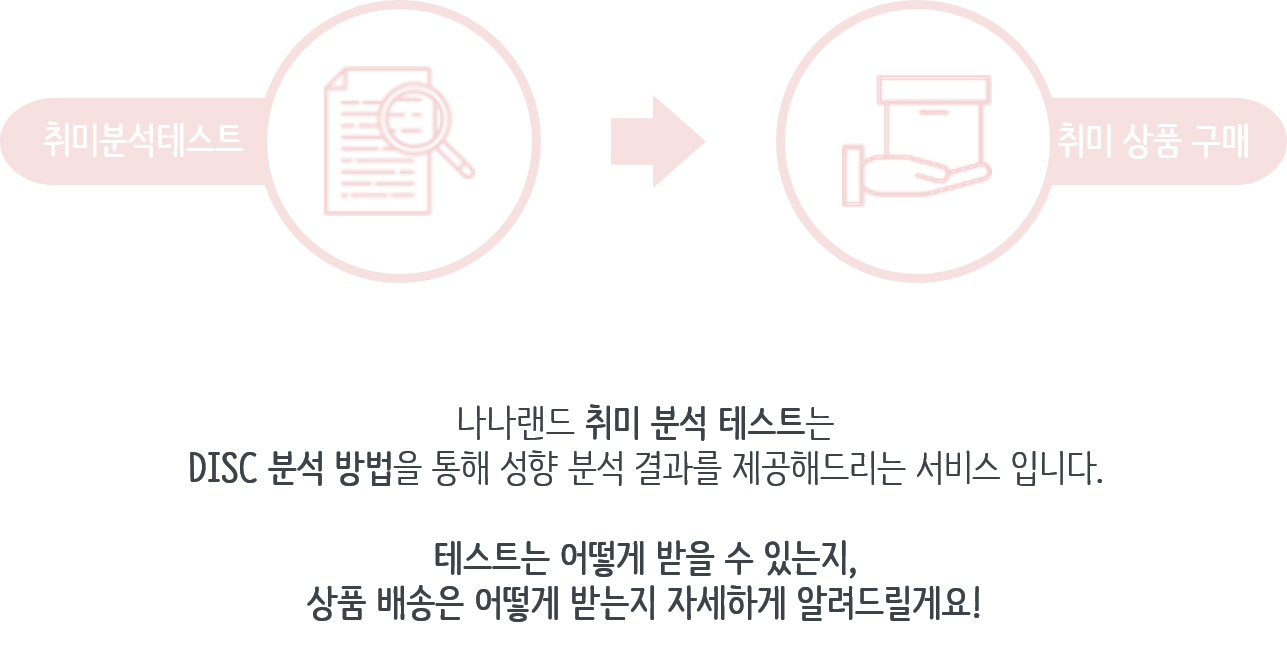 취미분석테스트
취미 상품 구매
나나랜드 취미 분석 테스트는
DISC 분석 방법을 통해 성향 분석 결과를 제공해드리는 서비스 입니다.
테스트는 어떻게 받을 수 있는지,
상품 배송은 어떻게 받는지 자세하게 알려드릴게요!